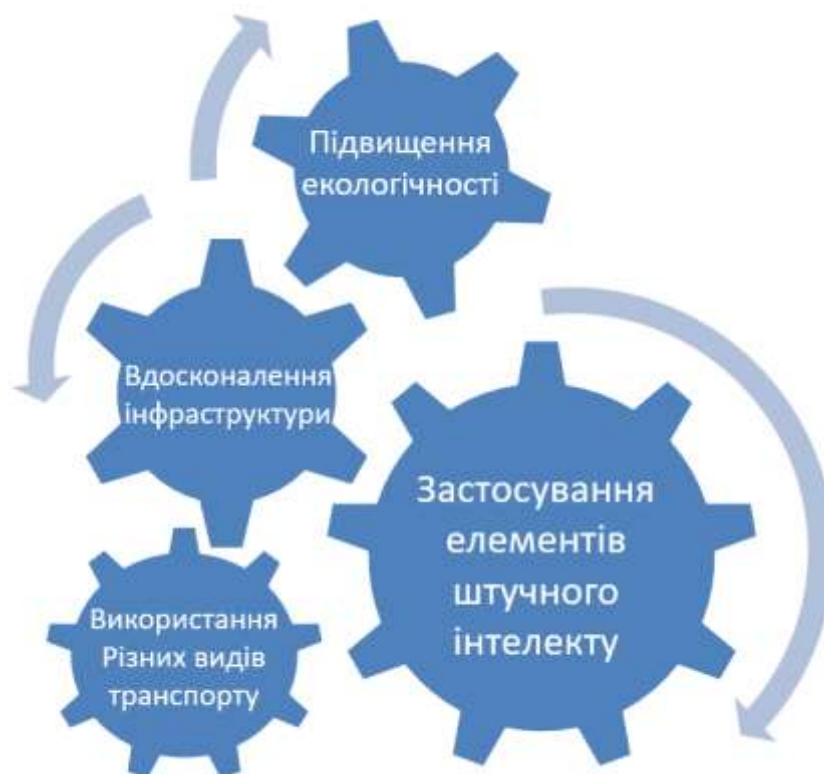 Підвищення
екологічності
Вдосконалення
інфраструктури
Застосування
елементів
штучного
інтелекту
Використання
Різних видів
транспорту